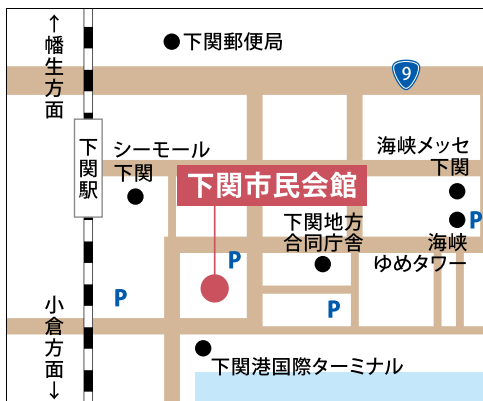 ↑幡生方面
下関郵便局
9
下関駅
シーモール
下関
海峡メッセ
下関
下関市民会館
下関地方
合同庁舎
P
海峡
ゆめタワー
P
P
P
小倉方面↓
下関港国際ターミナル